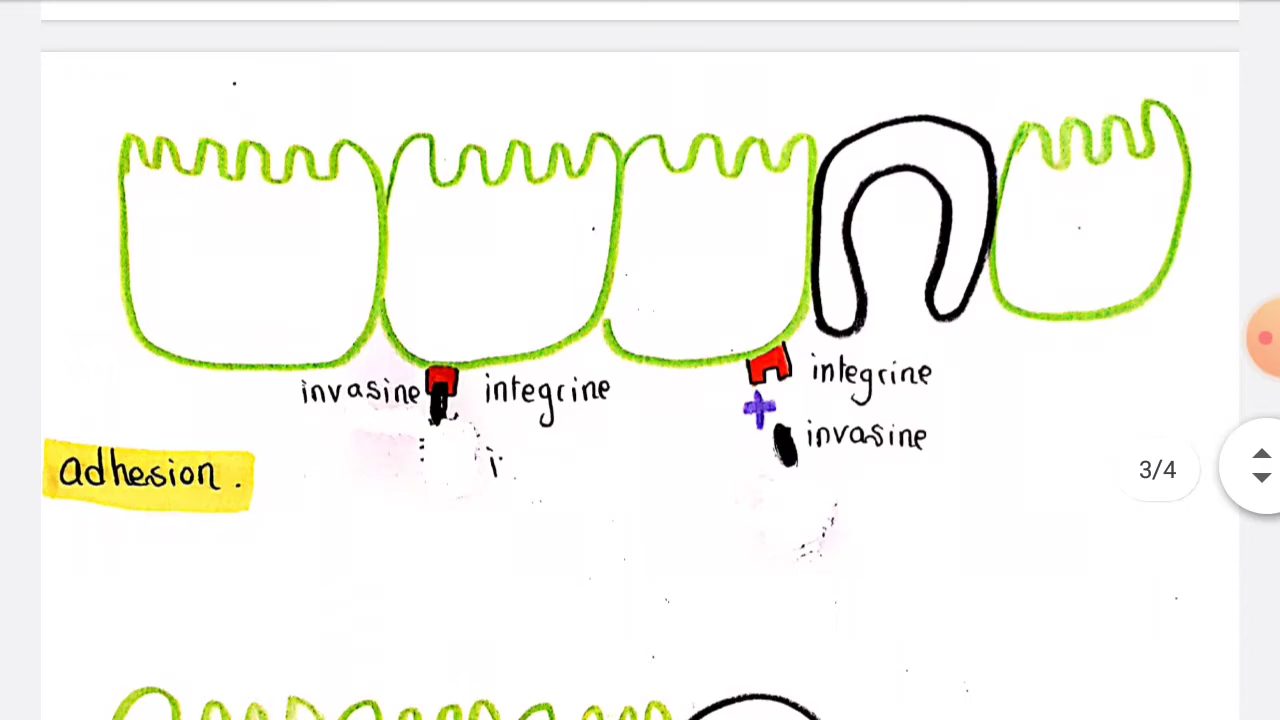 invasine integrine
integrine
invasine
adhesion.
3/4